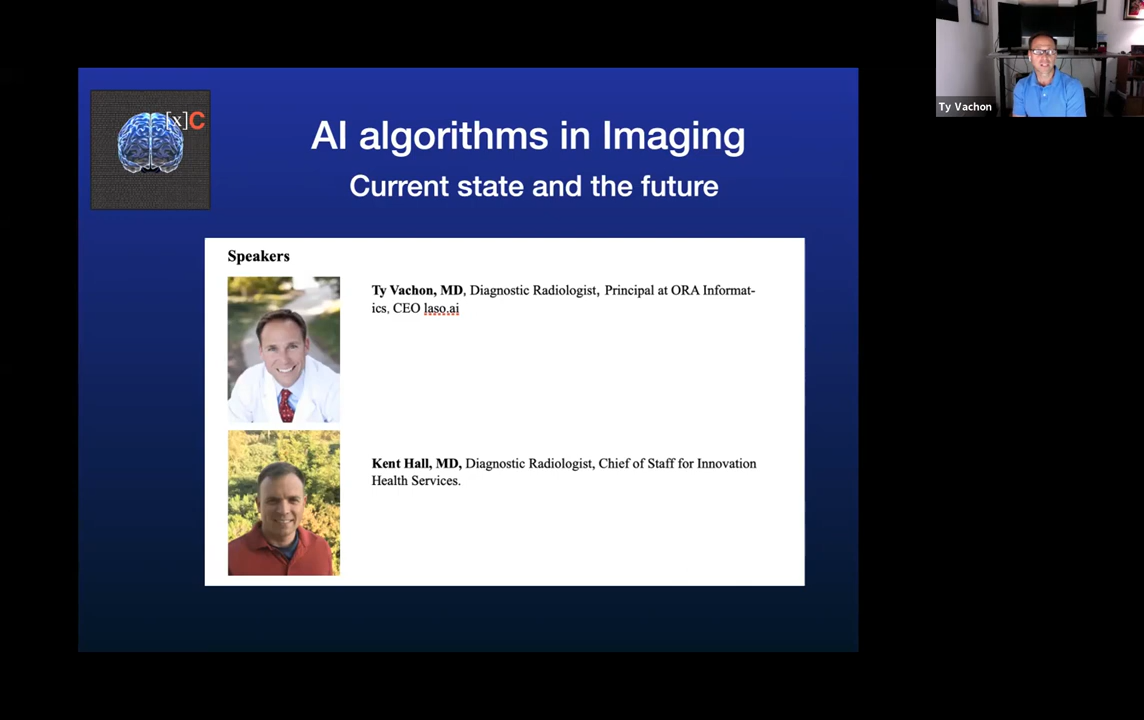 [x]C
AI algorithms in Imaging
Current state and the future
Speakers
Ty Vachon, MD, Diagnostic Radiologist, Principal at ORA Informat-
ics, CEO laso.ai
Kent Hall, MD, Diagnostic Radiologist, Chief of Staff for Innovation
Health Services.
Ty Vachon